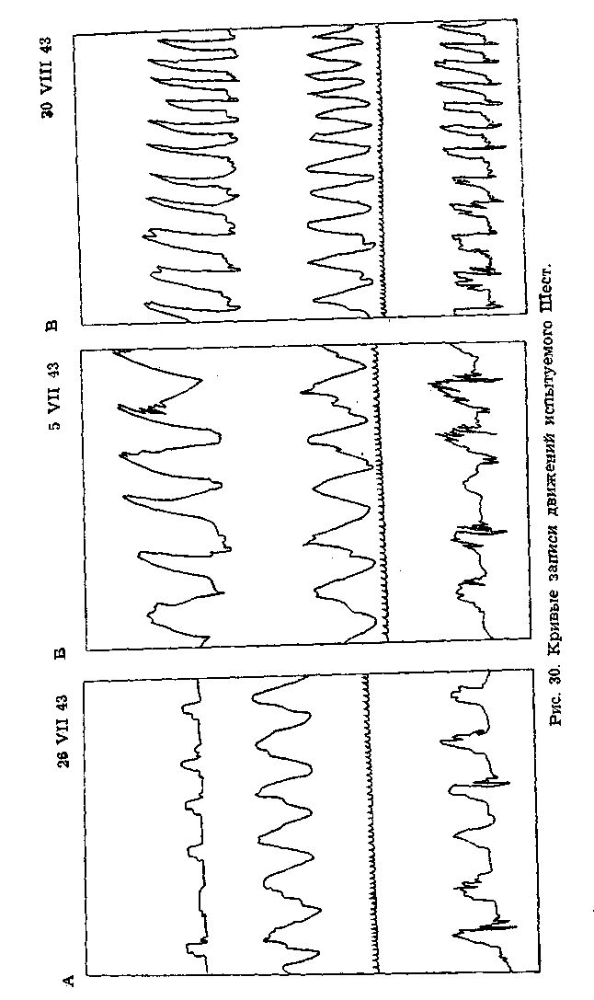 А
26 VII 43
Б
5 VII 43
В
30 VIII 43
Рис. 30. Кривые записи движений испытуемого Шест.